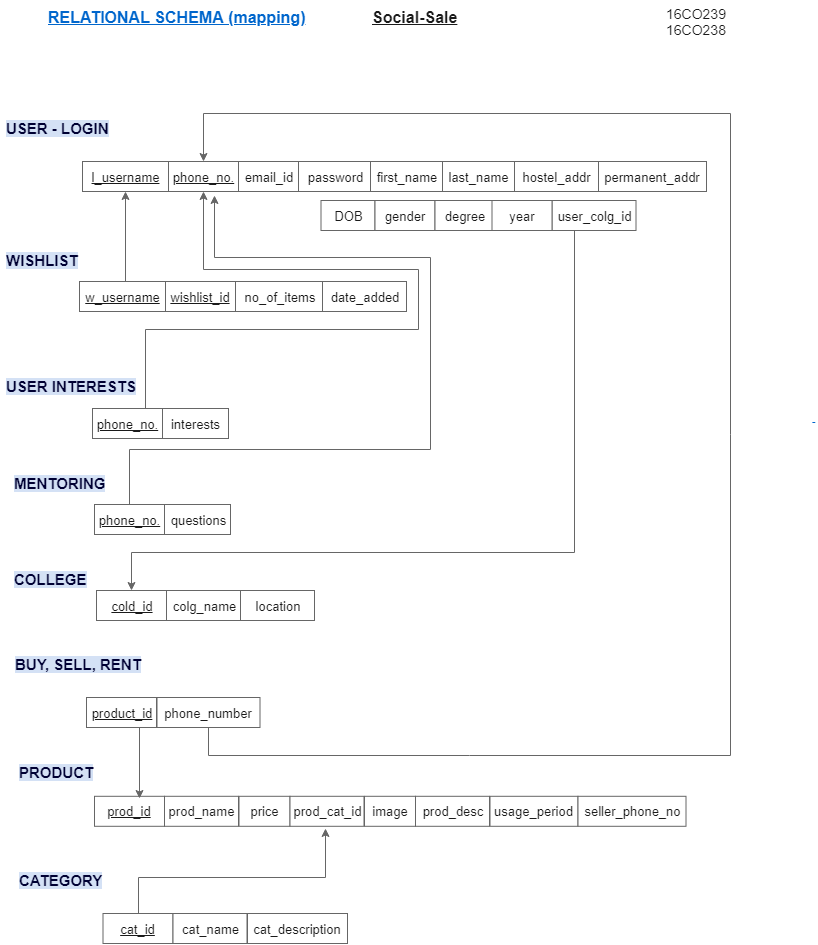 RELATIONAL SCHEMA (mapping) Social-Sale 16CO239
16CO238
USER - LOGIN
l_username phone_no. email_id password first_name last_name hostel_addr permanent_addr
DOB gender degree year user_colg_id
WISHLIST
w_username wishlist_id no_of_items date_added
USER INTERESTS
phone_no. interests
MENTORING
phone_no. questions
COLLEGE
cold_id colg_name location
BUY, SELL, RENT
product_id phone_number
PRODUCT
prod_id prod_name price prod_cat_id image prod_desc usage_period seller_phone_no
CATEGORY
cat_id cat_name cat_description